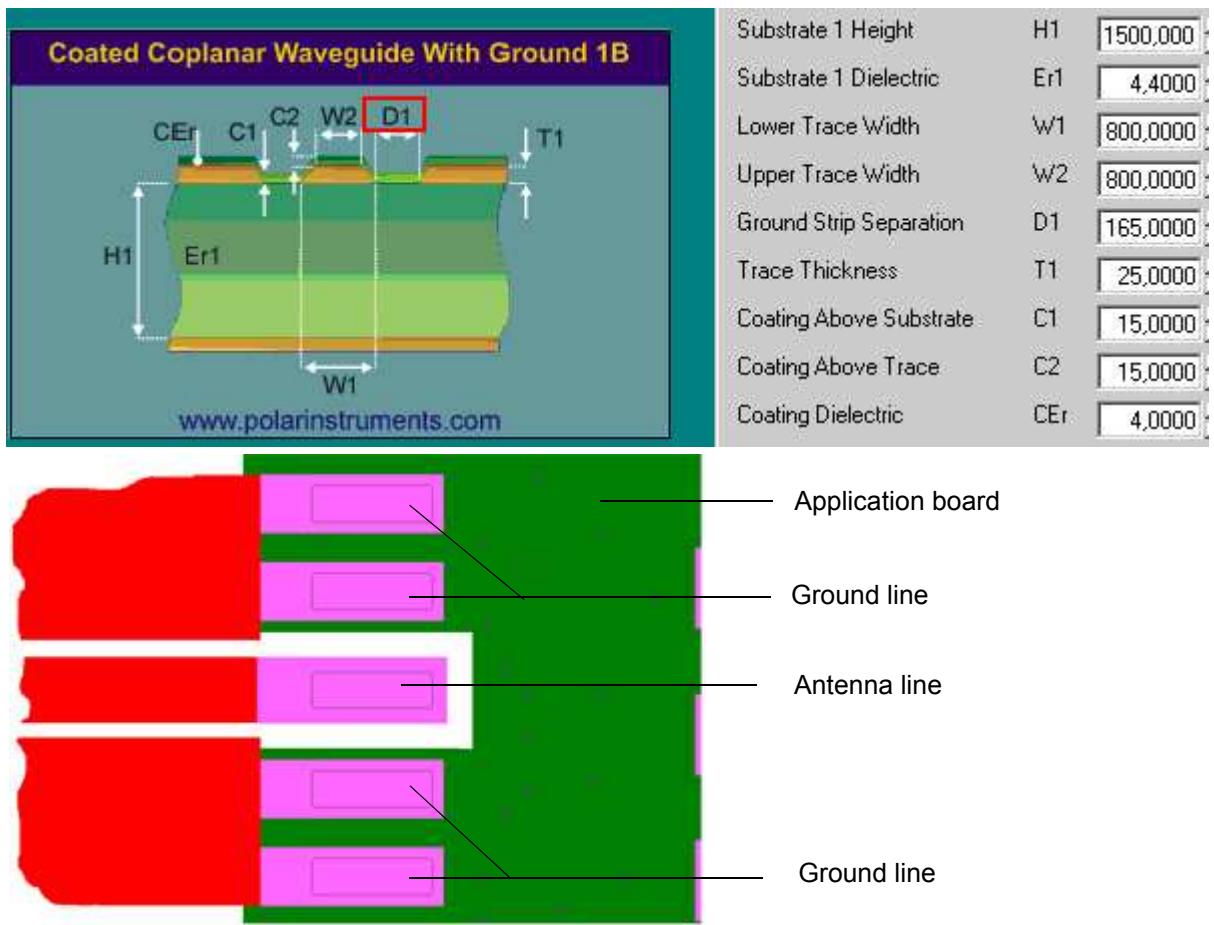 Coated Coplanar Waveguide With Ground 1B
CEr C1 C2 W2 D1 T1
H1 Er1
W1
www.polarinstruments.com
Substrate 1 Height H1 1500,000
Substrate 1 Dielectric Er1 4,4000
Lower Trace Width W1 800,0000
Upper Trace Width W2 800,0000
Ground Strip Separation D1 165,0000
Trace Thickness T1 25,0000
Coating Above Substrate C1 15,0000
Coating Above Trace C2 15,0000
Coating Dielectric CEr 4,0000
Application board
Ground line
Antenna line
Ground line